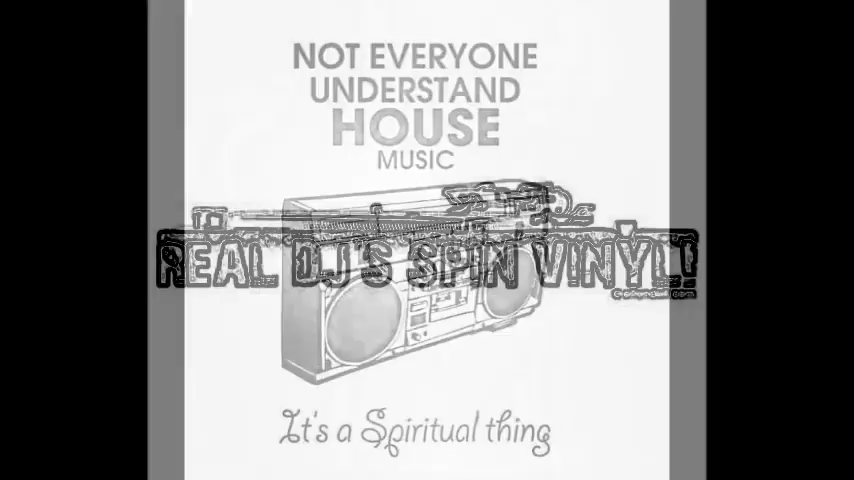 NOT EVERYONE
UNDERSTAND
HOUSE
MUSIC
REAL DJ'S SPIN VINYL!
It's a Spiritual thing